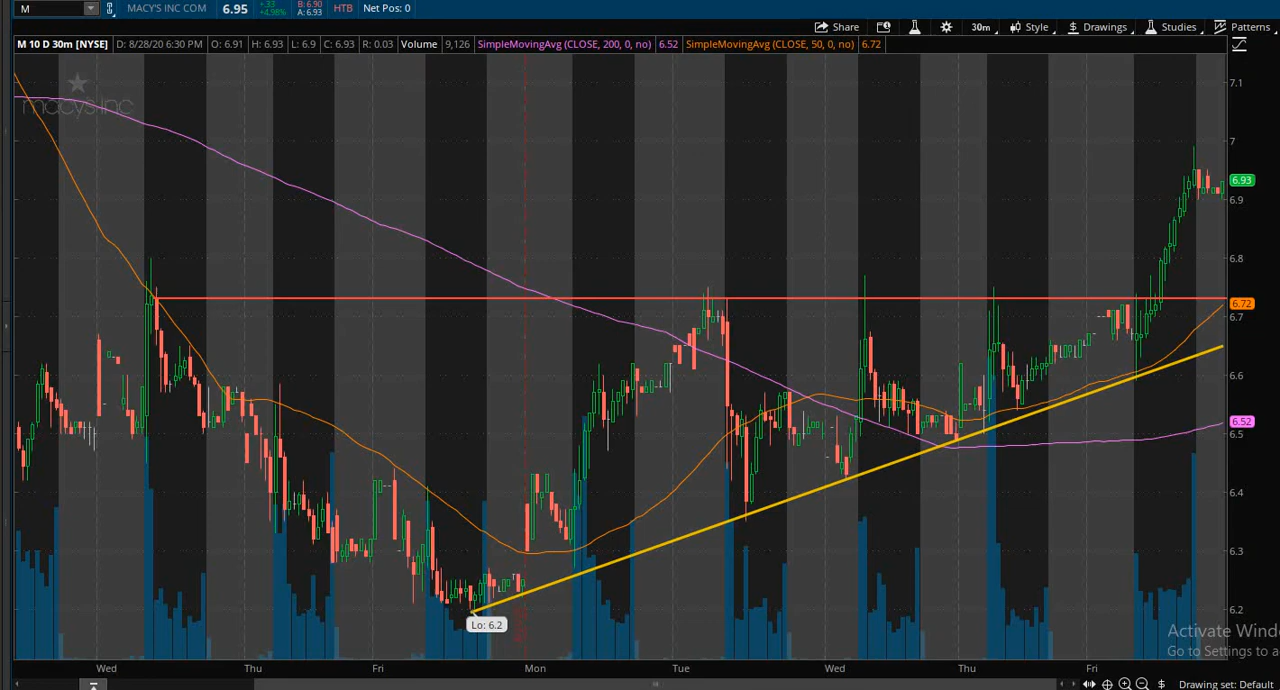 M MACY'S INC COM 6.95 +.33 +4.98% B: 6.90 A: 6.93 HTB Net Pos: 0
Share 30m Style Drawings Studies Patterns
M 10 D 30m [NYSE] D: 8/28/20 6:30 PM O: 6.91 H: 6.93 L: 6.9 C: 6.93 R: 0.03 Volume 9,126 SimpleMovingAvg (CLOSE, 200, 0, no) 6.52 SimpleMovingAvg (CLOSE, 50, 0, no) 6.72
macys inc
7.1
7
6.93
6.9
6.8
6.72
6.7
6.6
6.52
6.5
6.4
6.3
6.2
Lo: 6.2
Activate Windo
Go to Settings to a
Wed Thu Fri Mon Tue Wed Thu Fri
Drawing set: Default